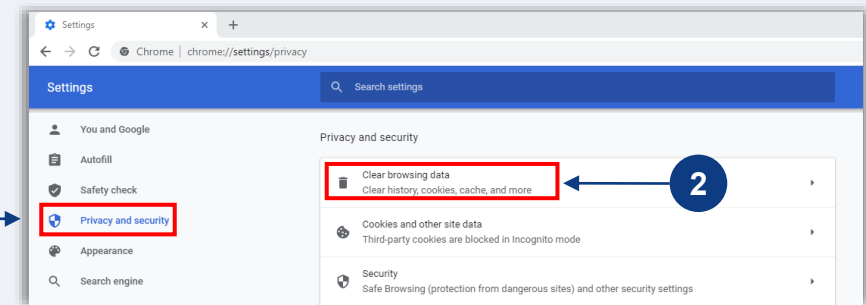 Settings
Chrome | chrome://settings/privacy
Settings
Search settings
You and Google
Autofill
Safety check
Privacy and security
Appearance
Search engine
Privacy and security
Clear browsing data
Clear history, cookies, cache, and more
2
Cookies and other site data
Third-party cookies are blocked in Incognito mode
Security
Safe Browsing (protection from dangerous sites) and other security settings